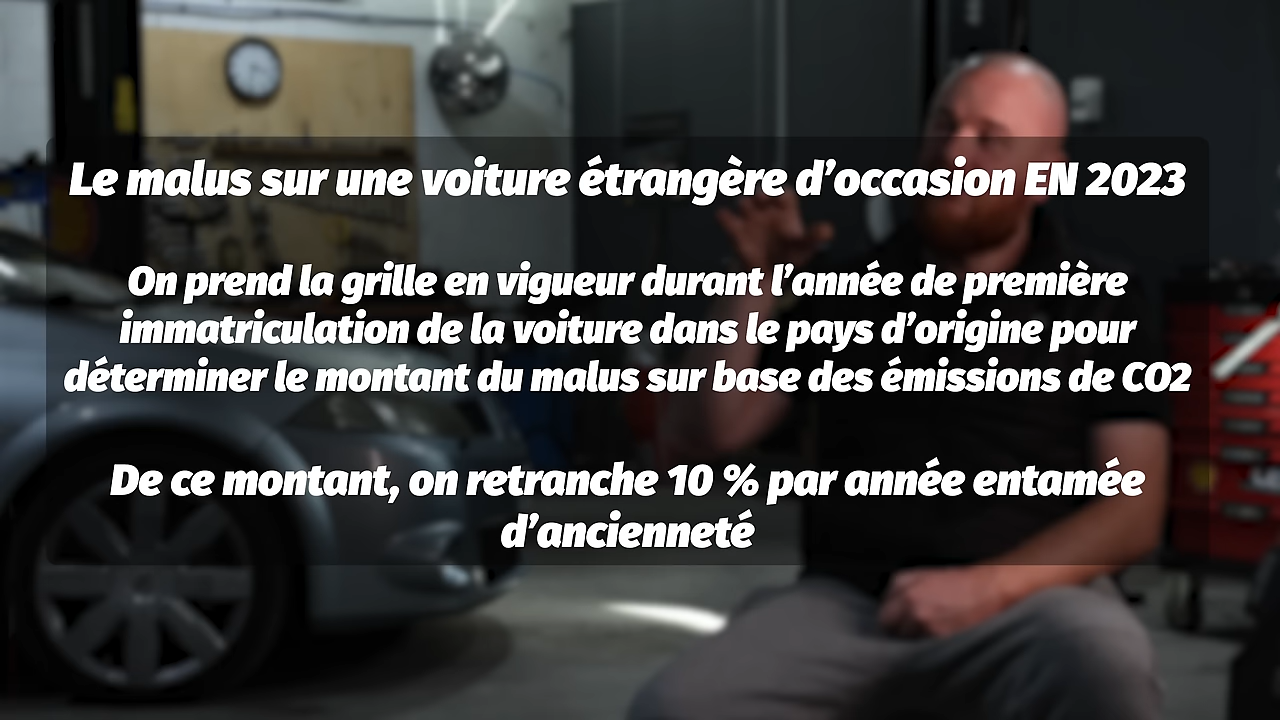 Le malus sur une voiture étrangère d’occasion EN 2023
On prend la grille en vigueur durant l’année de première
immatriculation de la voiture dans le pays d’origine pour
déterminer le montant du malus sur base des émissions de CO2
De ce montant, on retranche 10 % par année entamée
d’ancienneté